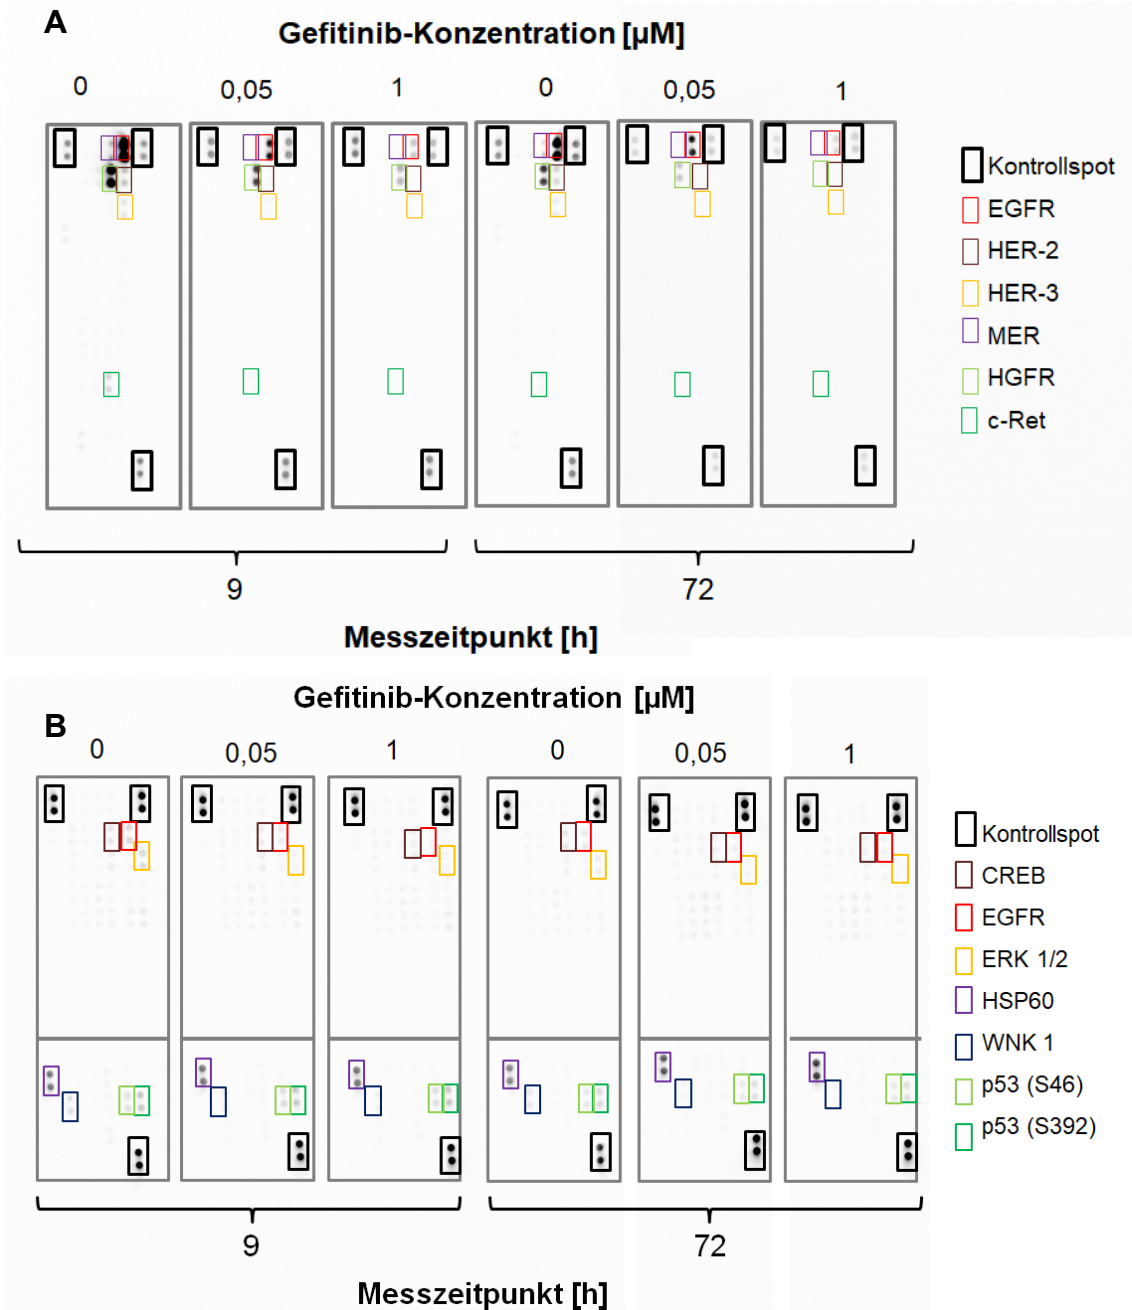 A
Gefitinib-Konzentration [µM]
0 0,05 1 0 0,05 1
Kontrollspot
EGFR
HER-2
HER-3
MER
HGFR
c-Ret
9 72
Messzeitpunkt [h]
Gefitinib-Konzentration [µM]
B
0 0,05 1 0 0,05 1
Kontrollspot
CREB
EGFR
ERK 1/2
HSP60
WNK 1
p53 (S46)
p53 (S392)
9 72
Messzeitpunkt [h]